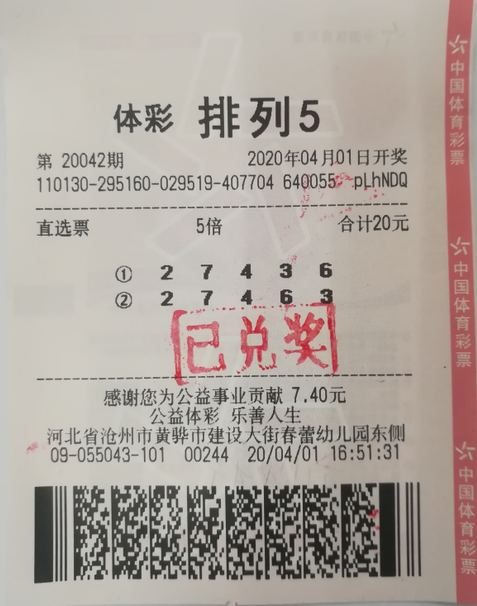 体彩 排列5
第 20042期 2020年04月01日开奖
110130-295160-029519-407704 640055 pLhNDQ
直选票 5倍 合计20元
① 2 7 4 3 6
② 2 7 4 6 3
已兑奖
感谢您为公益事业贡献 7.40元
公益体彩 乐善人生
河北省沧州市黄骅市建设大街春蕾幼儿园东侧
09-055043-101 00244 20/04/01 16:51:31
中国体育彩票
中国体育彩票
中国体育彩票